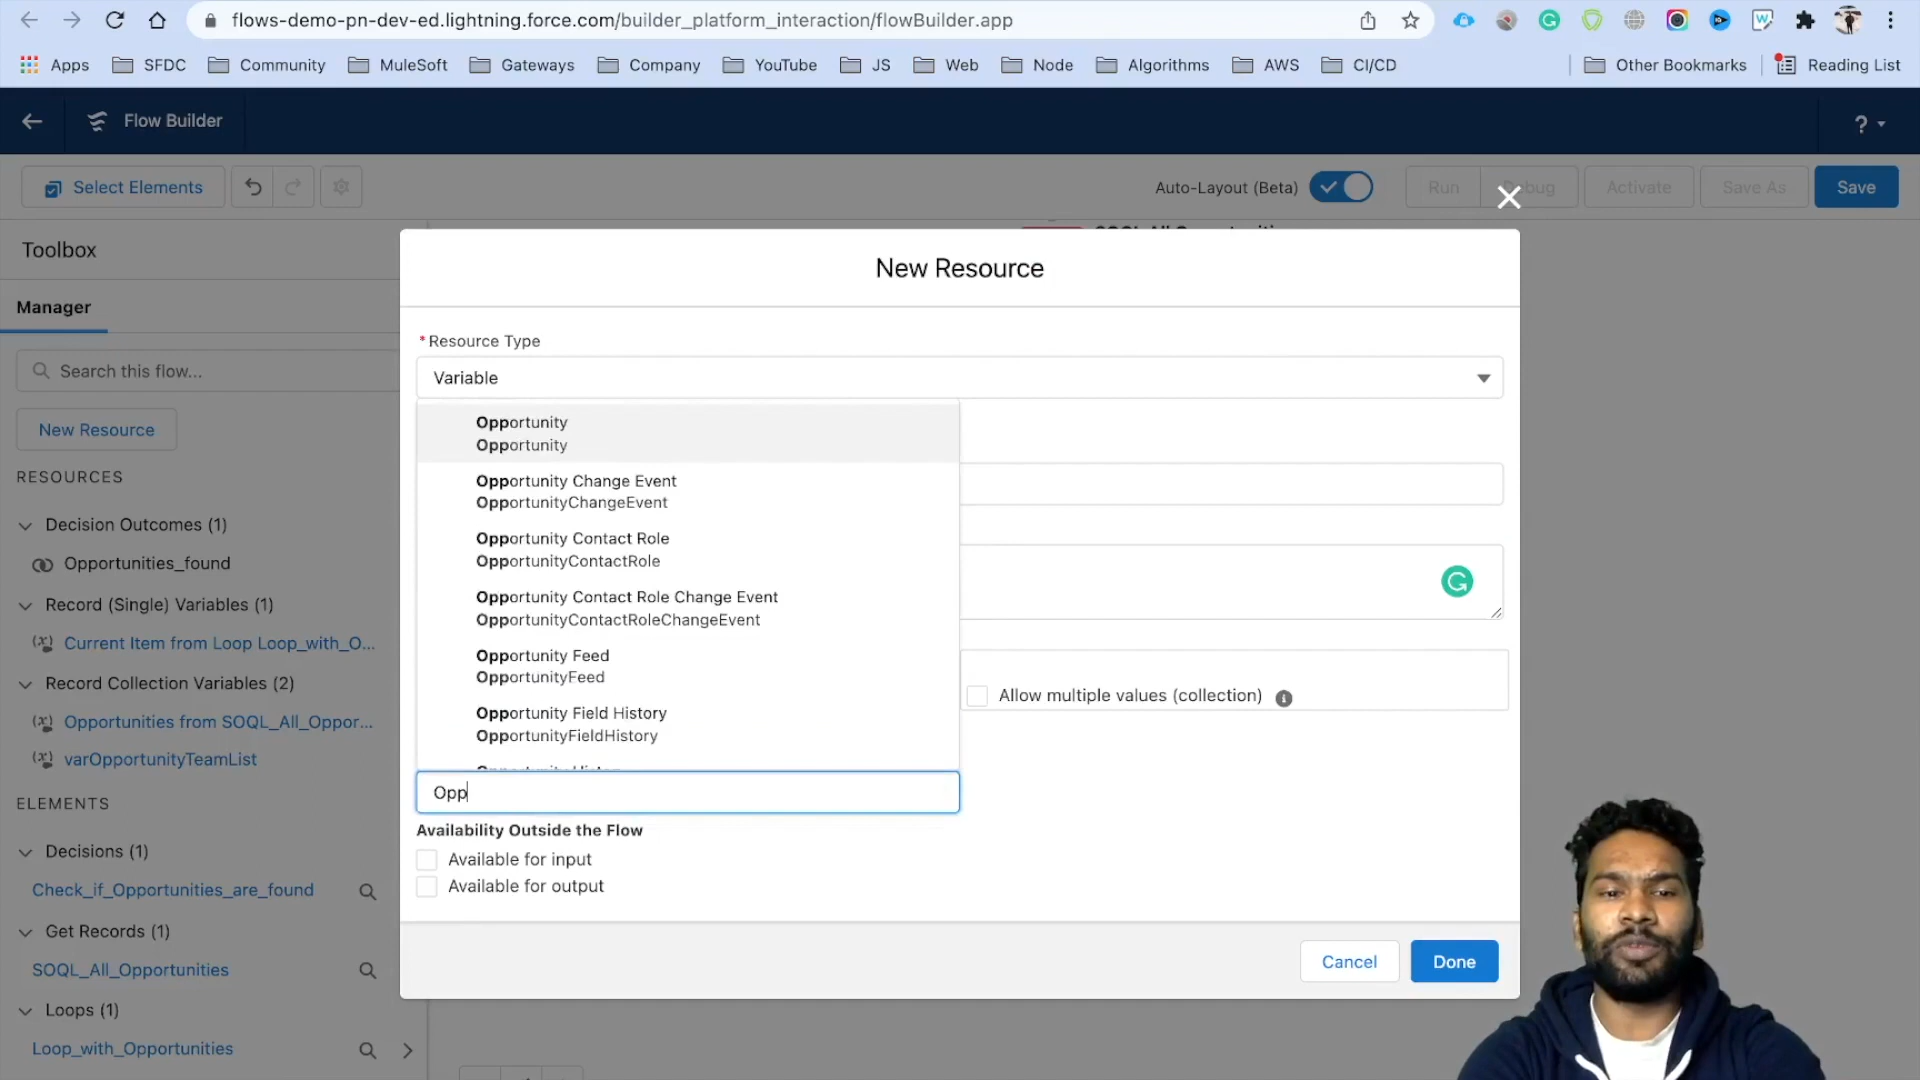 flows-demo-pn-dev-ed.lightning.force.com/builder_platform_interaction/flowBuilder.app
Apps SFDC Community MuleSoft Gateways Company YouTube JS Web Node Algorithms AWS CI/CD Other Bookmarks Reading List
Flow Builder
?
Select Elements
Auto-Layout (Beta)
Run
Activate
Save As
Save
Toolbox
Manager
Search this flow...
New Resource
RESOURCES
Decision Outcomes (1)
Opportunities_found
Record (Single) Variables (1)
Current Item from Loop Loop_with_O...
Record Collection Variables (2)
Opportunities from SOQL_All_Oppor...
varOpportunityTeamList
ELEMENTS
Decisions (1)
Check_if_Opportunities_are_found
Get Records (1)
SOQL_All_Opportunities
Loops (1)
Loop_with_Opportunities
New Resource
* Resource Type
Variable
Opportunity
Opportunity
Opportunity Change Event
OpportunityChangeEvent
Opportunity Contact Role
OpportunityContactRole
Opportunity Contact Role Change Event
OpportunityContactRoleChangeEvent
Opportunity Feed
OpportunityFeed
Opportunity Field History
OpportunityFieldHistory
Allow multiple values (collection)
Opp
Availability Outside the Flow
Available for input
Available for output
Cancel
Done